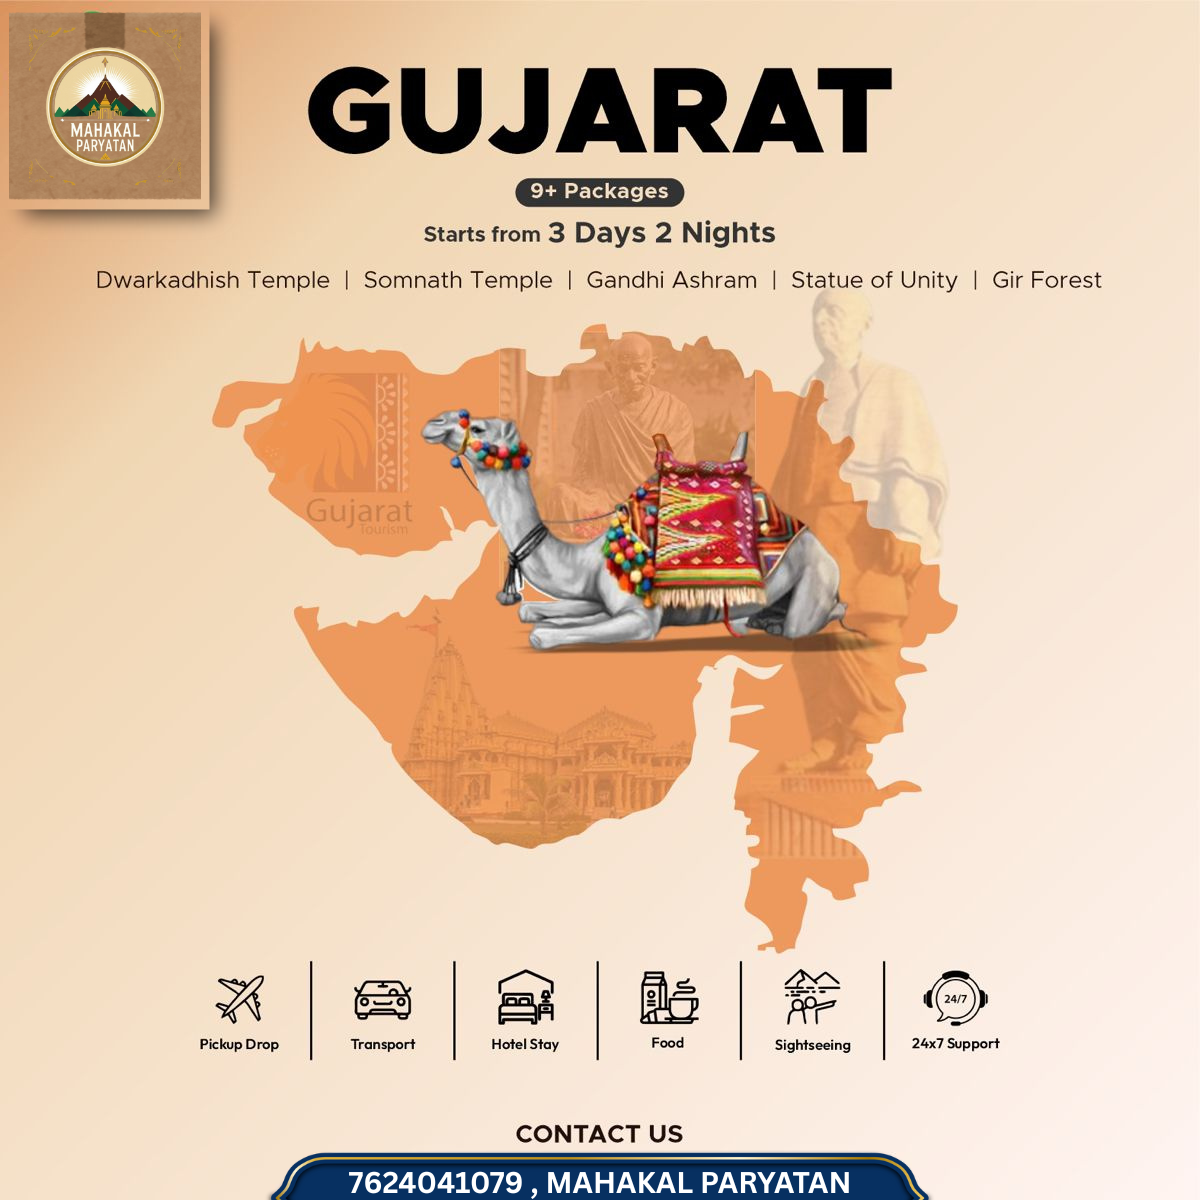 MAHAKAL
PARYATAN
GUJARAT
9+ Packages
Starts from 3 Days 2 Nights
Dwarkadhish Temple | Somnath Temple | Gandhi Ashram | Statue of Unity | Gir Forest
Gujarat
Tourism
Pickup Drop
Transport
Hotel Stay
Food
Sightseeing
24/7
24x7 Support
CONTACT US
7624041079 , MAHAKAL PARYATAN